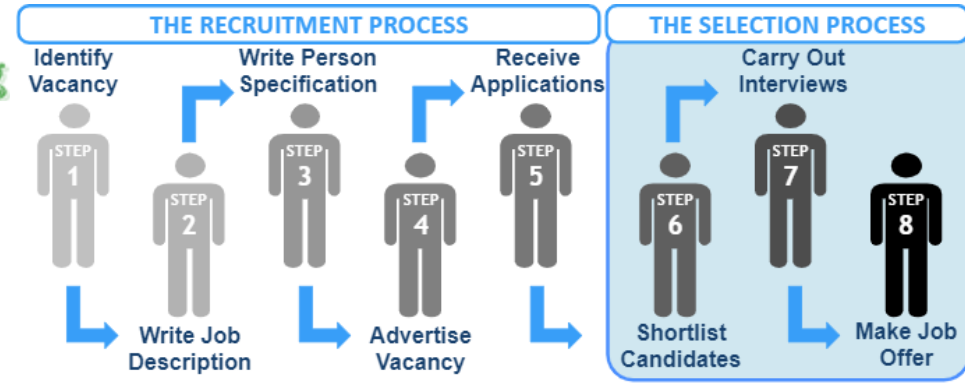 THE RECRUITMENT PROCESS
THE SELECTION PROCESS
Identify
Vacancy
STEP
1
Write Job
Description
STEP
2
Write Person
Specification
STEP
3
Advertise
Vacancy
STEP
4
Receive
Applications
STEP
5
Shortlist
Candidates
STEP
6
Carry Out
Interviews
STEP
7
Make Job
Offer
STEP
8